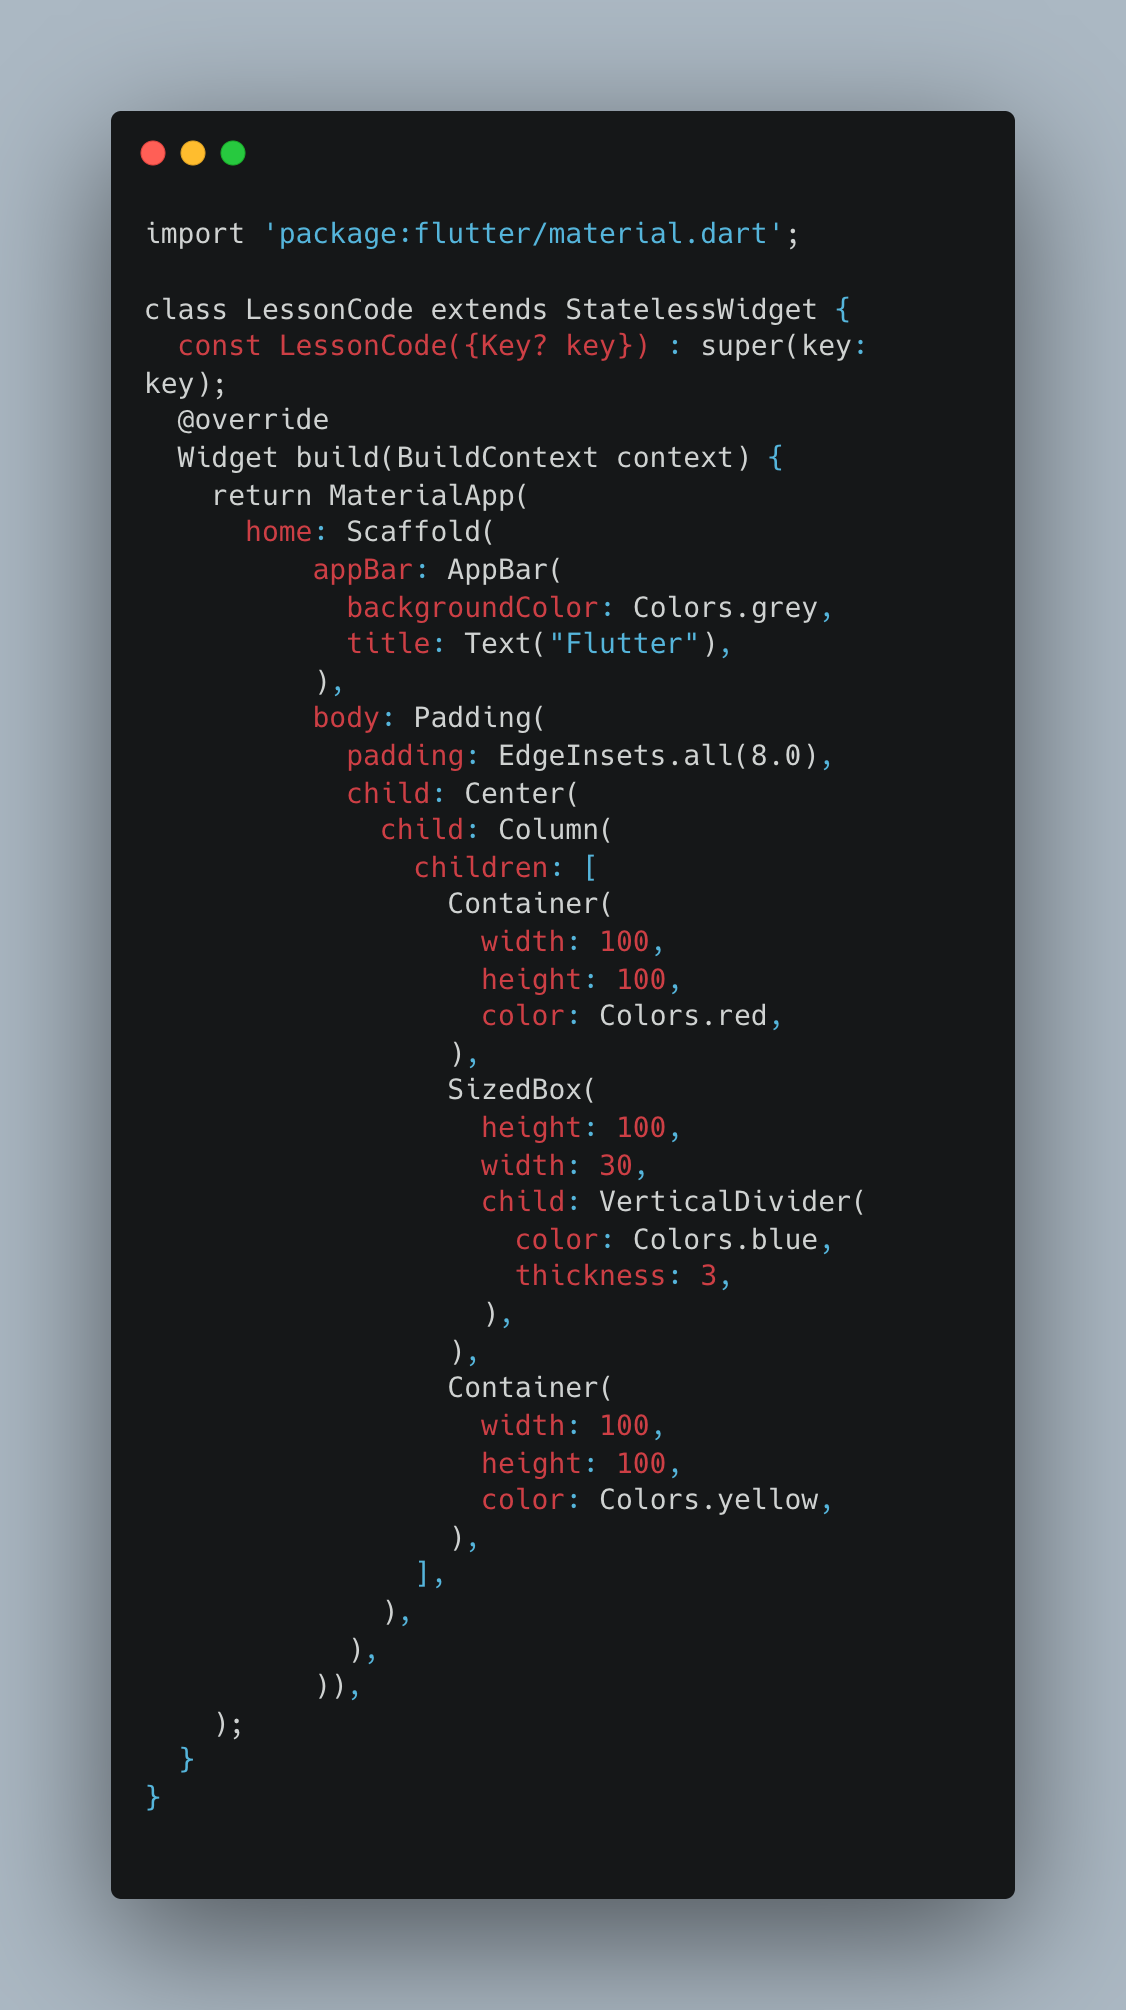 import 'package:flutter/material.dart';

class LessonCode extends StatelessWidget {
  const LessonCode({Key? key}) : super(key:
key);
  @override
  Widget build(BuildContext context) {
    return MaterialApp(
      home: Scaffold(
          appBar: AppBar(
            backgroundColor: Colors.grey,
            title: Text("Flutter"),
          ),
          body: Padding(
            padding: EdgeInsets.all(8.0),
            child: Center(
              child: Column(
                children: [
                  Container(
                    width: 100,
                    height: 100,
                    color: Colors.red,
                  ),
                  SizedBox(
                    height: 100,
                    width: 30,
                    child: VerticalDivider(
                      color: Colors.blue,
                      thickness: 3,
                    ),
                  ),
                  Container(
                    width: 100,
                    height: 100,
                    color: Colors.yellow,
                  ),
                ],
              ),
            ),
          )),
    );
  }
}